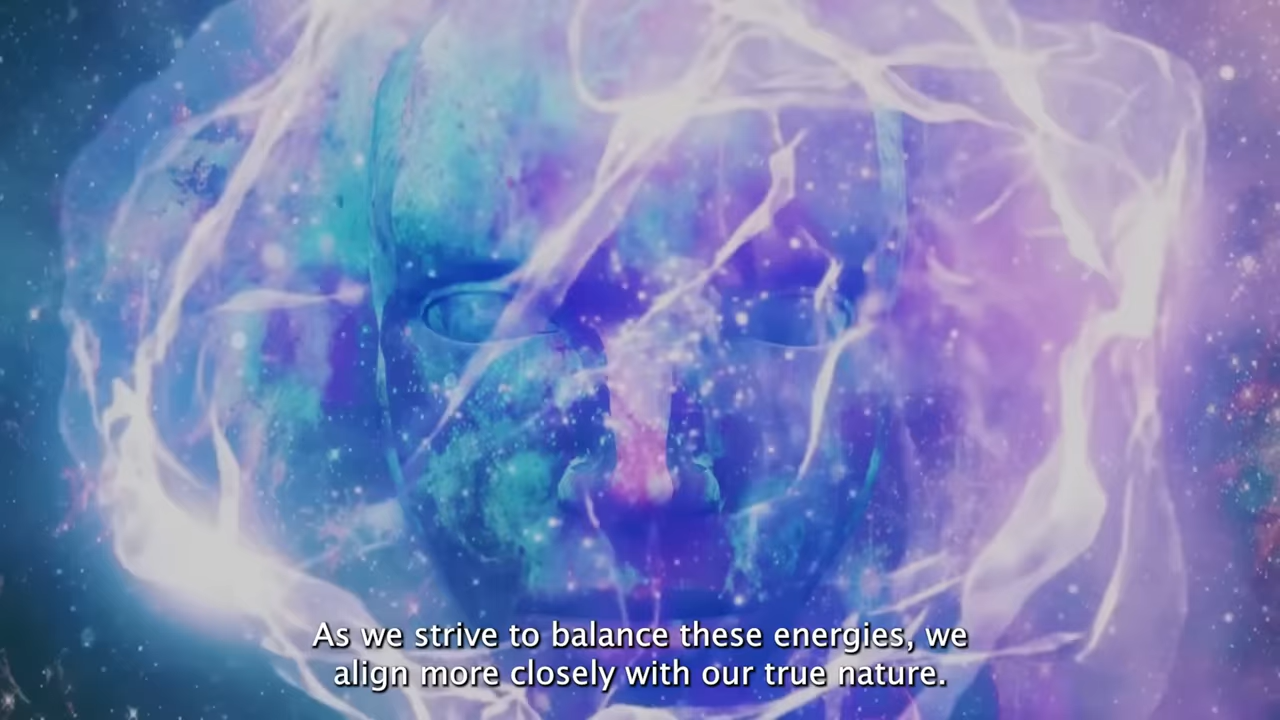 As we strive to balance these energies, we
align more closely with our true nature.